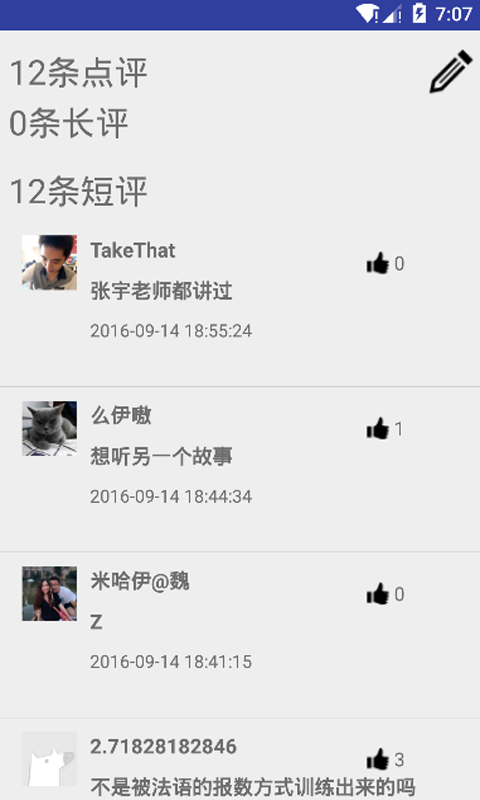 7:07
12条点评
0条长评
12条短评
TakeThat
0
张宇老师都讲过
2016-09-14 18:55:24
么伊嗷
1
想听另一个故事
2016-09-14 18:44:34
米哈伊@魏
0
Z
2016-09-14 18:41:15
2.71828182846
3
不是被法语的报数方式训练出来的吗